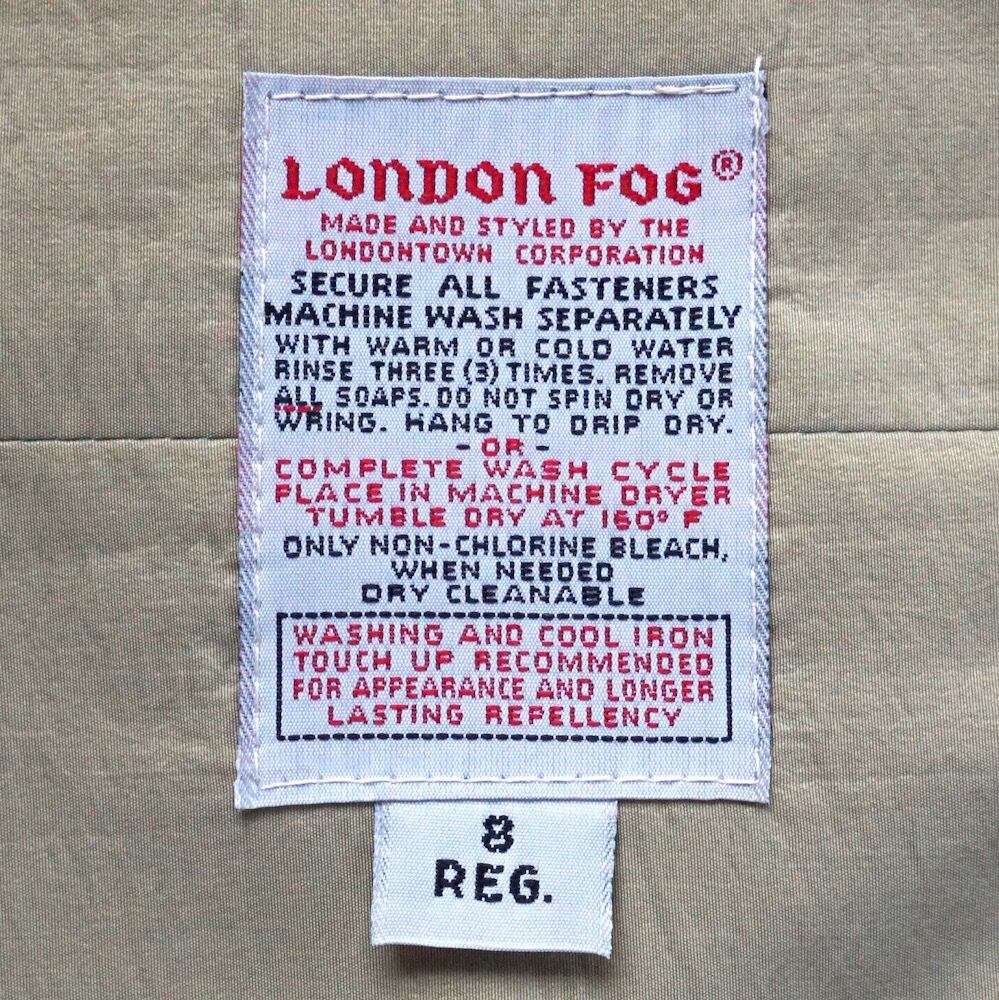 LONDON FOG®
MADE AND STYLED BY THE
LONDONTOWN CORPORATION
SECURE ALL FASTENERS
MACHINE WASH SEPARATELY
WITH WARM OR COLD WATER
RINSE THREE (3) TIMES. REMOVE
ALL SOAPS. DO NOT SPIN DRY OR
WRING. HANG TO DRIP DRY.
- OR -
COMPLETE WASH CYCLE
PLACE IN MACHINE DRYER
TUMBLE DRY AT 160° F
ONLY NON-CHLORINE BLEACH,
WHEN NEEDED
DRY CLEANABLE
WASHING AND COOL IRON
TOUCH UP RECOMMENDED
FOR APPEARANCE AND LONGER
LASTING REPELLENCY
8
REG.